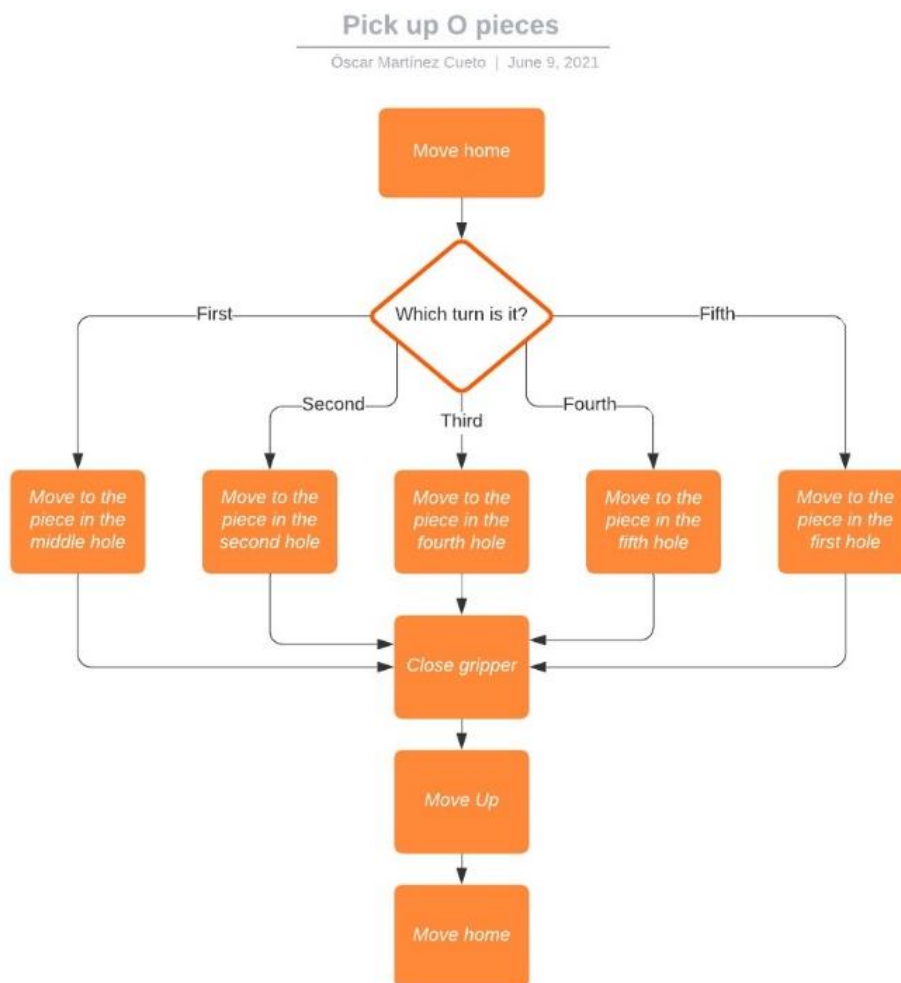 Pick up O pieces
Óscar Martínez Cueto | June 9, 2021
Move home
Which turn is it?
First
Fifth
Second
Fourth
Third
Move to the
piece in the
middle hole
Move to the
piece in the
second hole
Move to the
piece in the
fourth hole
Move to the
piece in the
fifth hole
Move to the
piece in the
first hole
Close gripper
Move Up
Move home